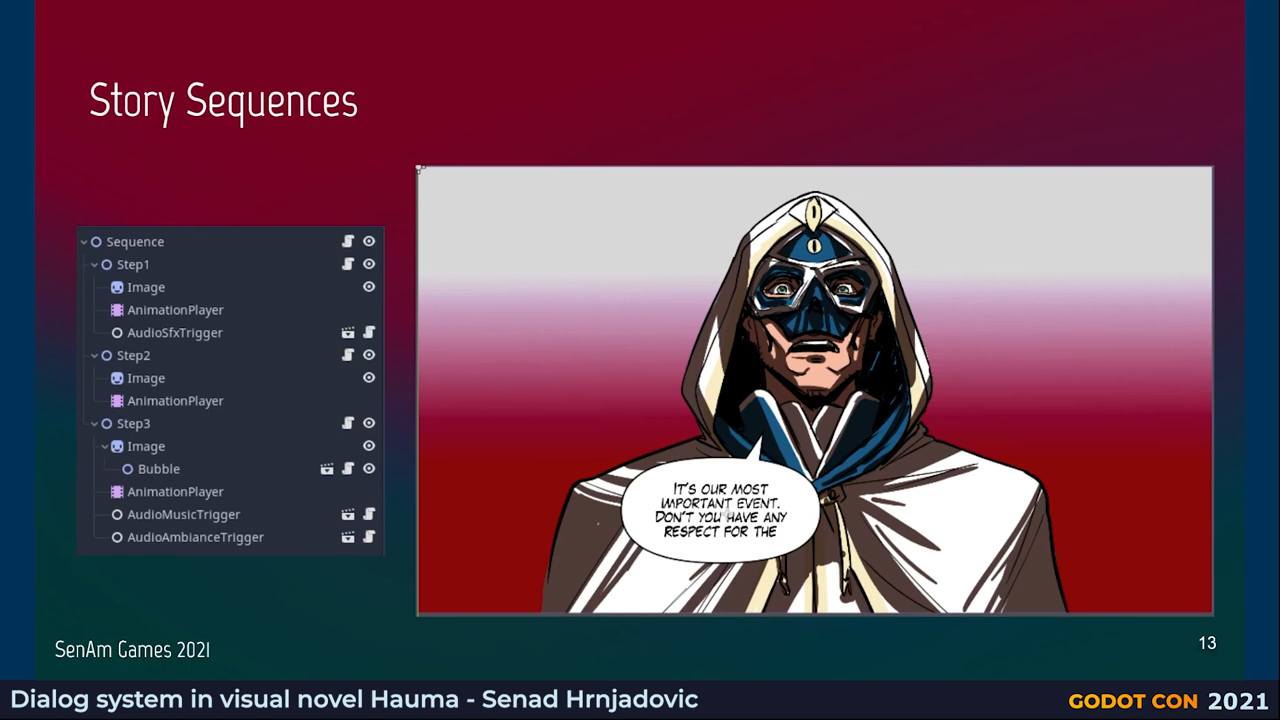 Story Sequences
Sequence
Step1
Image
AnimationPlayer
AudioSfxTrigger
Step2
Image
AnimationPlayer
Step3
Image
Bubble
AnimationPlayer
AudioMusicTrigger
AudioAmbianceTrigger
IT'S OUR MOST
IMPORTANT EVENT.
DON'T YOU HAVE ANY
RESPECT FOR THE
SenAm Games 2021
13
Dialog system in visual novel Hauma - Senad Hrnjadovic
GODOT CON 2021